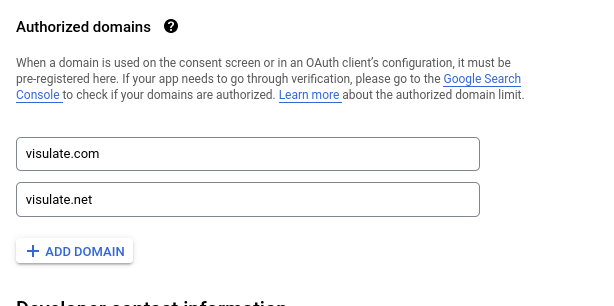 Authorized domains ?
When a domain is used on the consent screen or in an OAuth client's configuration, it must be
pre-registered here. If your app needs to go through verification, please go to the Google Search
Console to check if your domains are authorized. Learn more about the authorized domain limit.
visulate.com
visulate.net
+ ADD DOMAIN
Developer contact information